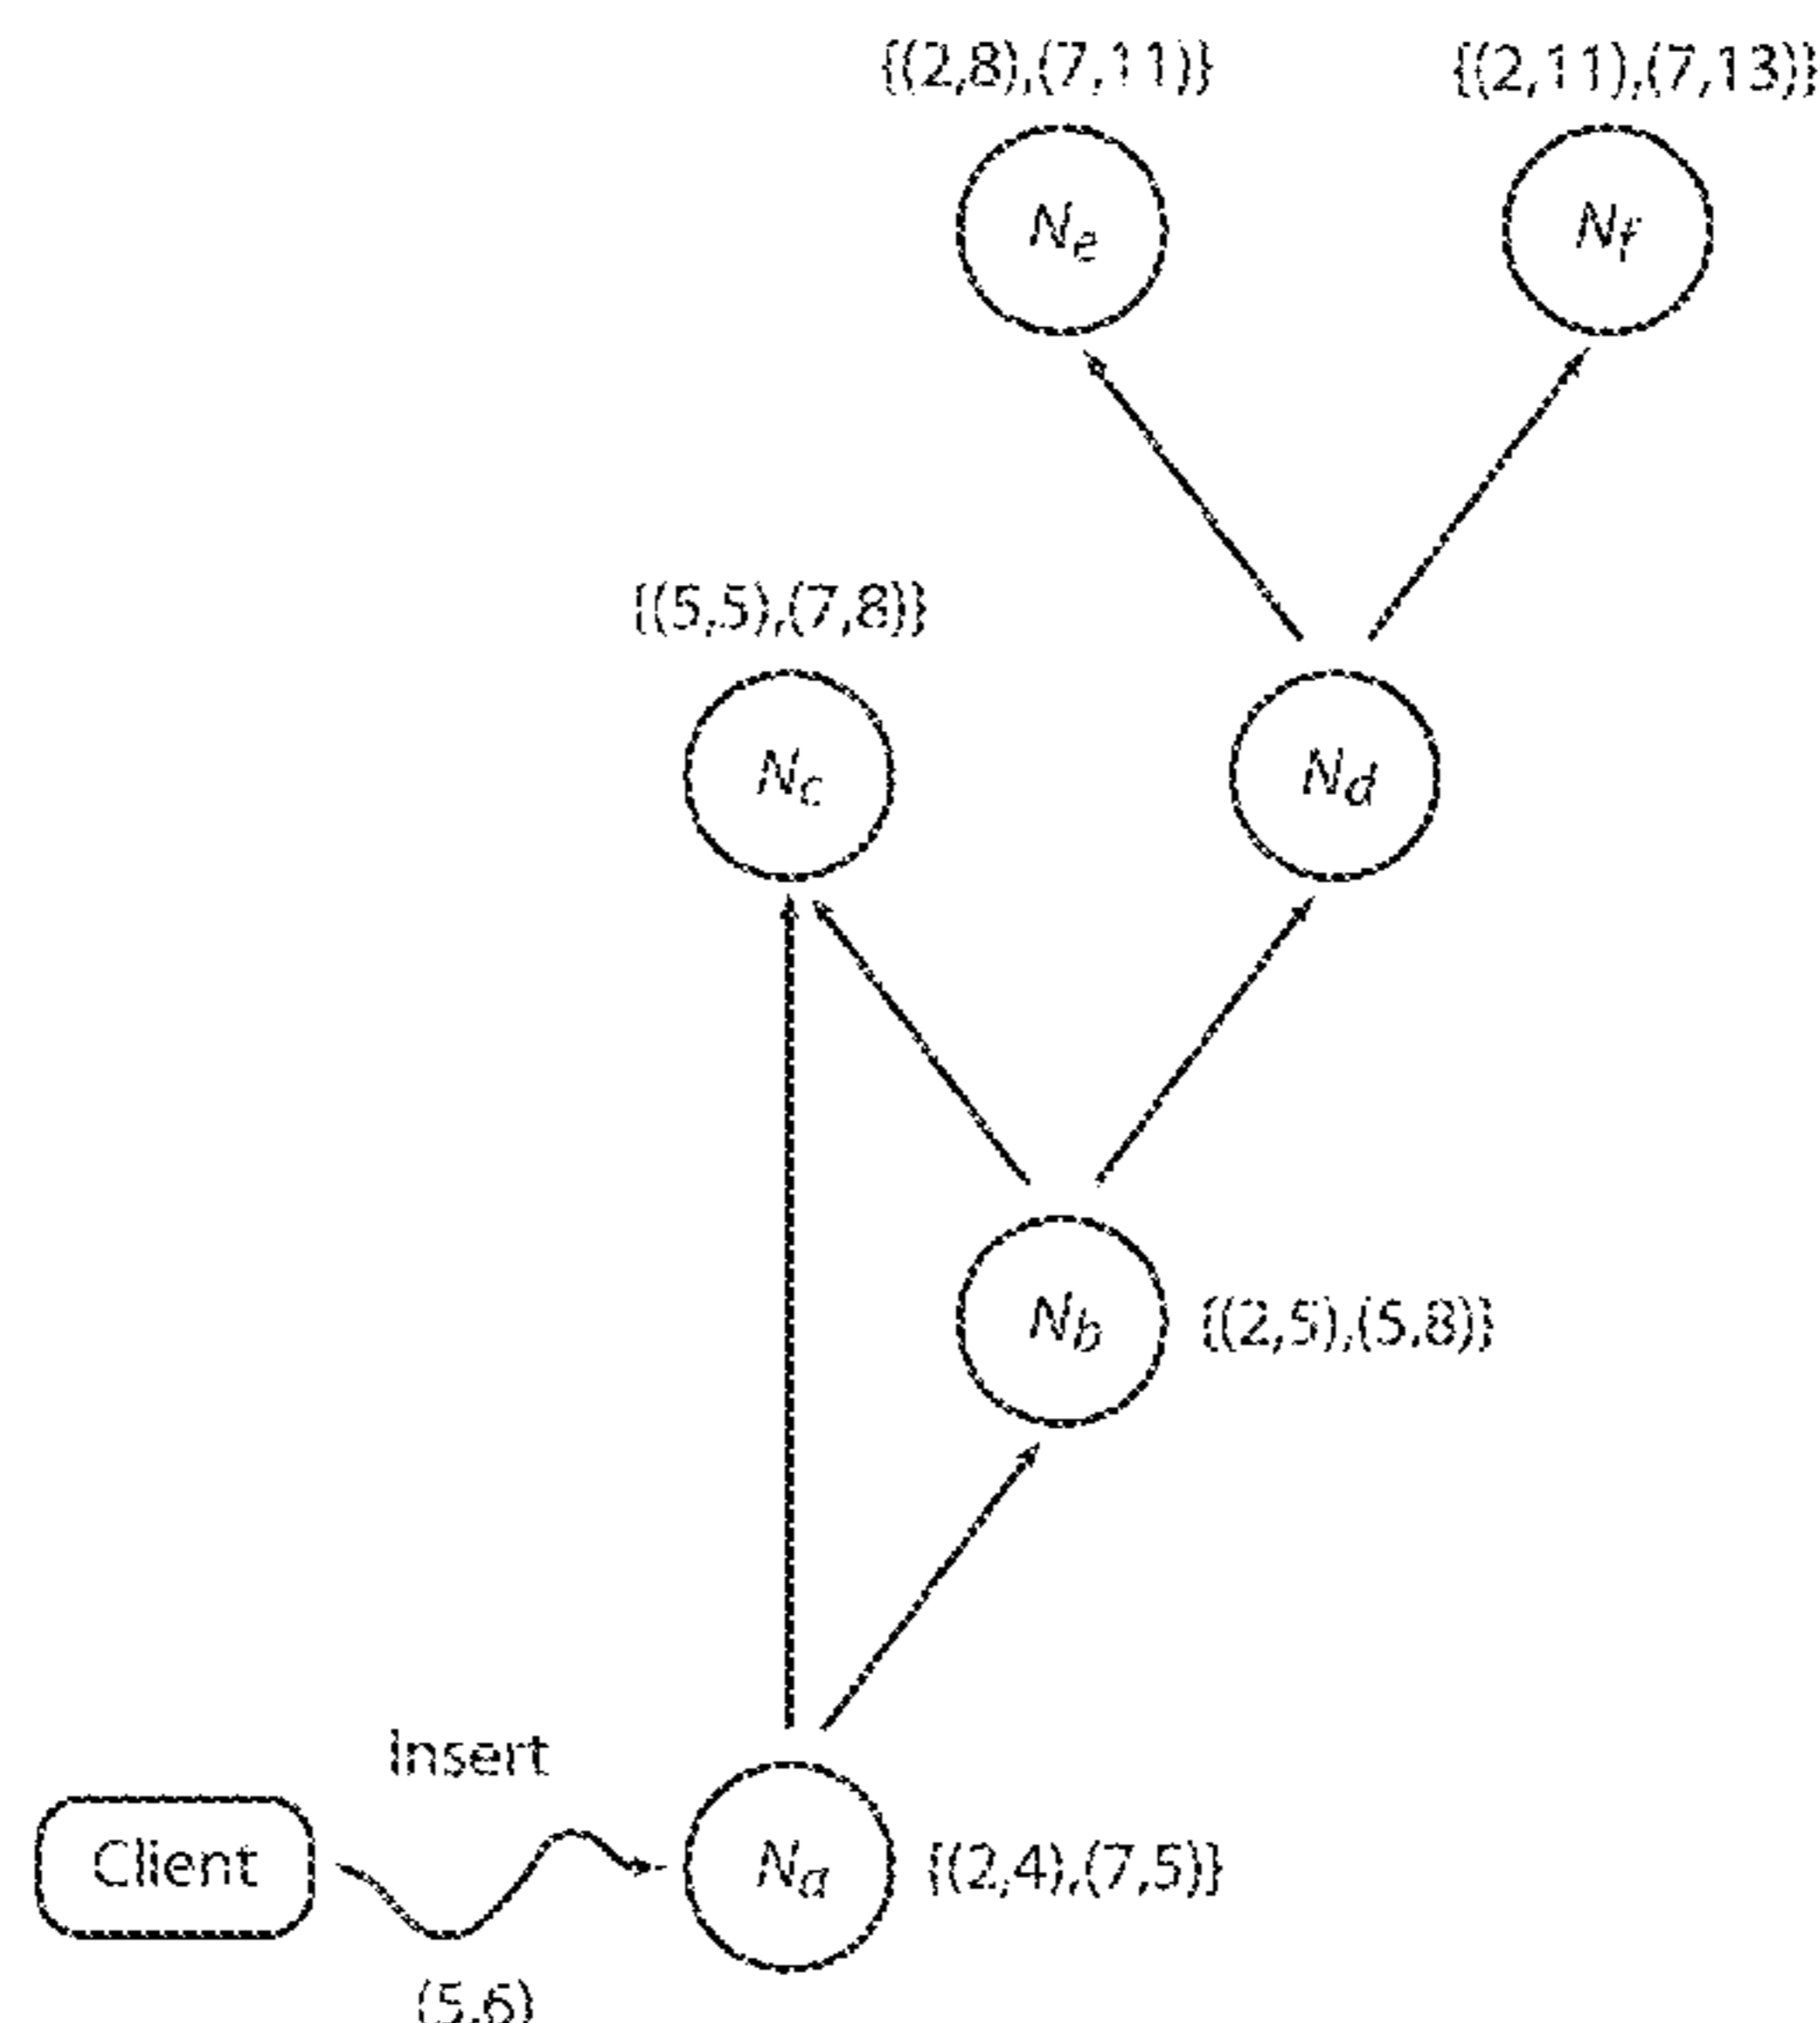 {(2,8),(7,11)}
{(2,11),(7,13)}
Ne
Nf
{(5,5),(7,8)}
Nc
Nd
Nb
{(2,5),(5,8)}
Insert
Client
Na
{(2,4),(7,5)}
(5,6)